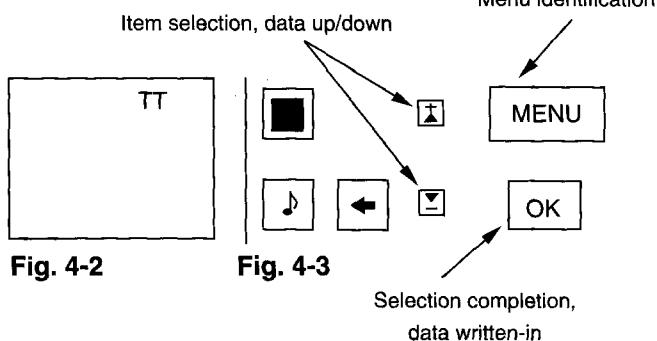 Menu identification
Item selection, data up/down
TT
MENU
OK
Fig. 4-2
Fig. 4-3
Selection completion,
data written-in